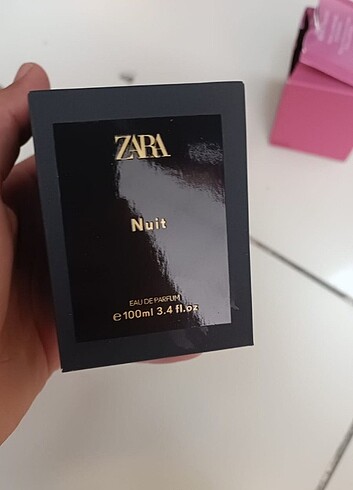 ZARA
Nuit
EAU DE PARFUM
e100ml 3.4 fl.oz